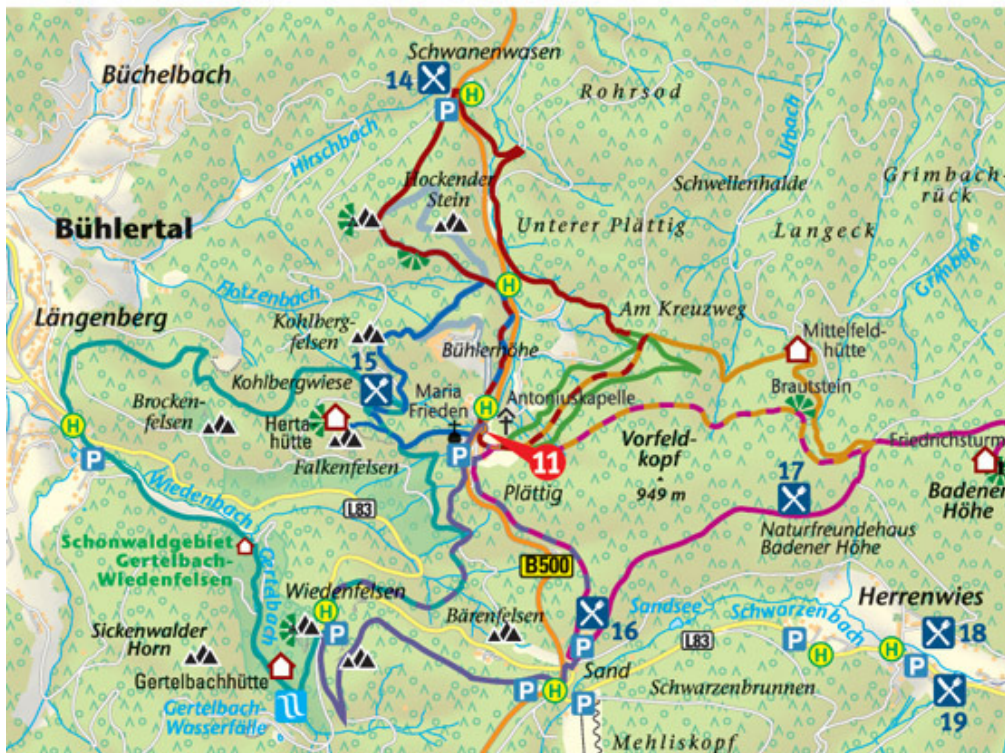 Schwanenwasen
Büchelbach
14
P
H
Rohrsod
Urbach
Hirschbach
Hockender
Stein
Schwellenhalde
Grimbach-
rück
Bühlertal
Unterer Plättig
Langeck
Grimbach
H
Längenberg
Kohlberg-
felsen
Am Kreuzweg
Mittelfeld-
hütte
15
Bühlerhöhe
Kohlbergwiese
Maria
Frieden
H
Antoniuskapelle
Brautstein
Brocken-
felsen
Herta
hütte
H
Falkenfelsen
P
11
Vorfeld-
kopf
949 m
Friedrichsturm
P
Plättig
17
Badener
Höhe
Wiedenbach
L83
Naturfreundehaus
Badener Höhe
Schönwaldgebiet
Gertelbach-
Wiedenfelsen
Gertelbach
B500
Wiedenfelsen
H
P
Bärenfelsen
16
Sandsee
Schwarzenbach
Herrenwies
L83
18
Sickenwalder
Horn
P
P
H
H
P
Sand
Gertelbachhütte
Schwarzenbrunnen
P
H
P
19
Gertelbach-
Wasserfälle
Mehliskopf